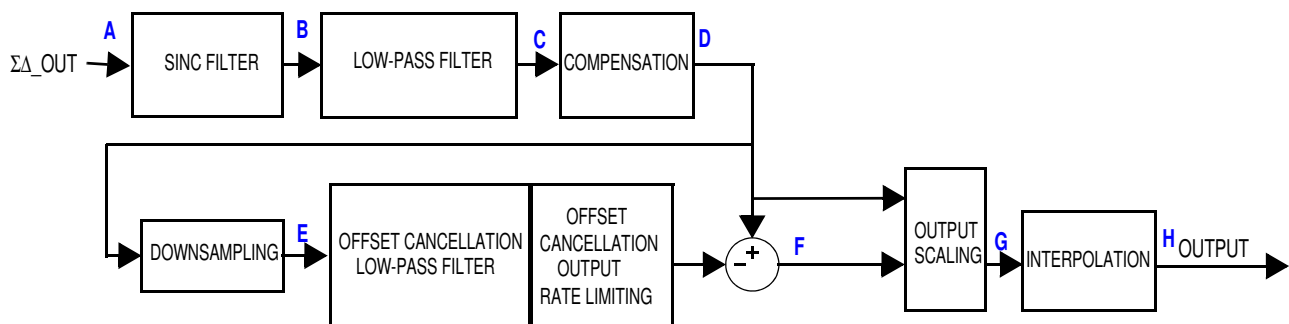 A
ΣΔ_OUT
SINC FILTER
B
LOW-PASS FILTER
C
COMPENSATION
D
DOWNSAMPLING
E
OFFSET CANCELLATION
LOW-PASS FILTER
OFFSET
CANCELLATION
OUTPUT
RATE LIMITING
- +
F
OUTPUT
SCALING
G
INTERPOLATION
H
OUTPUT